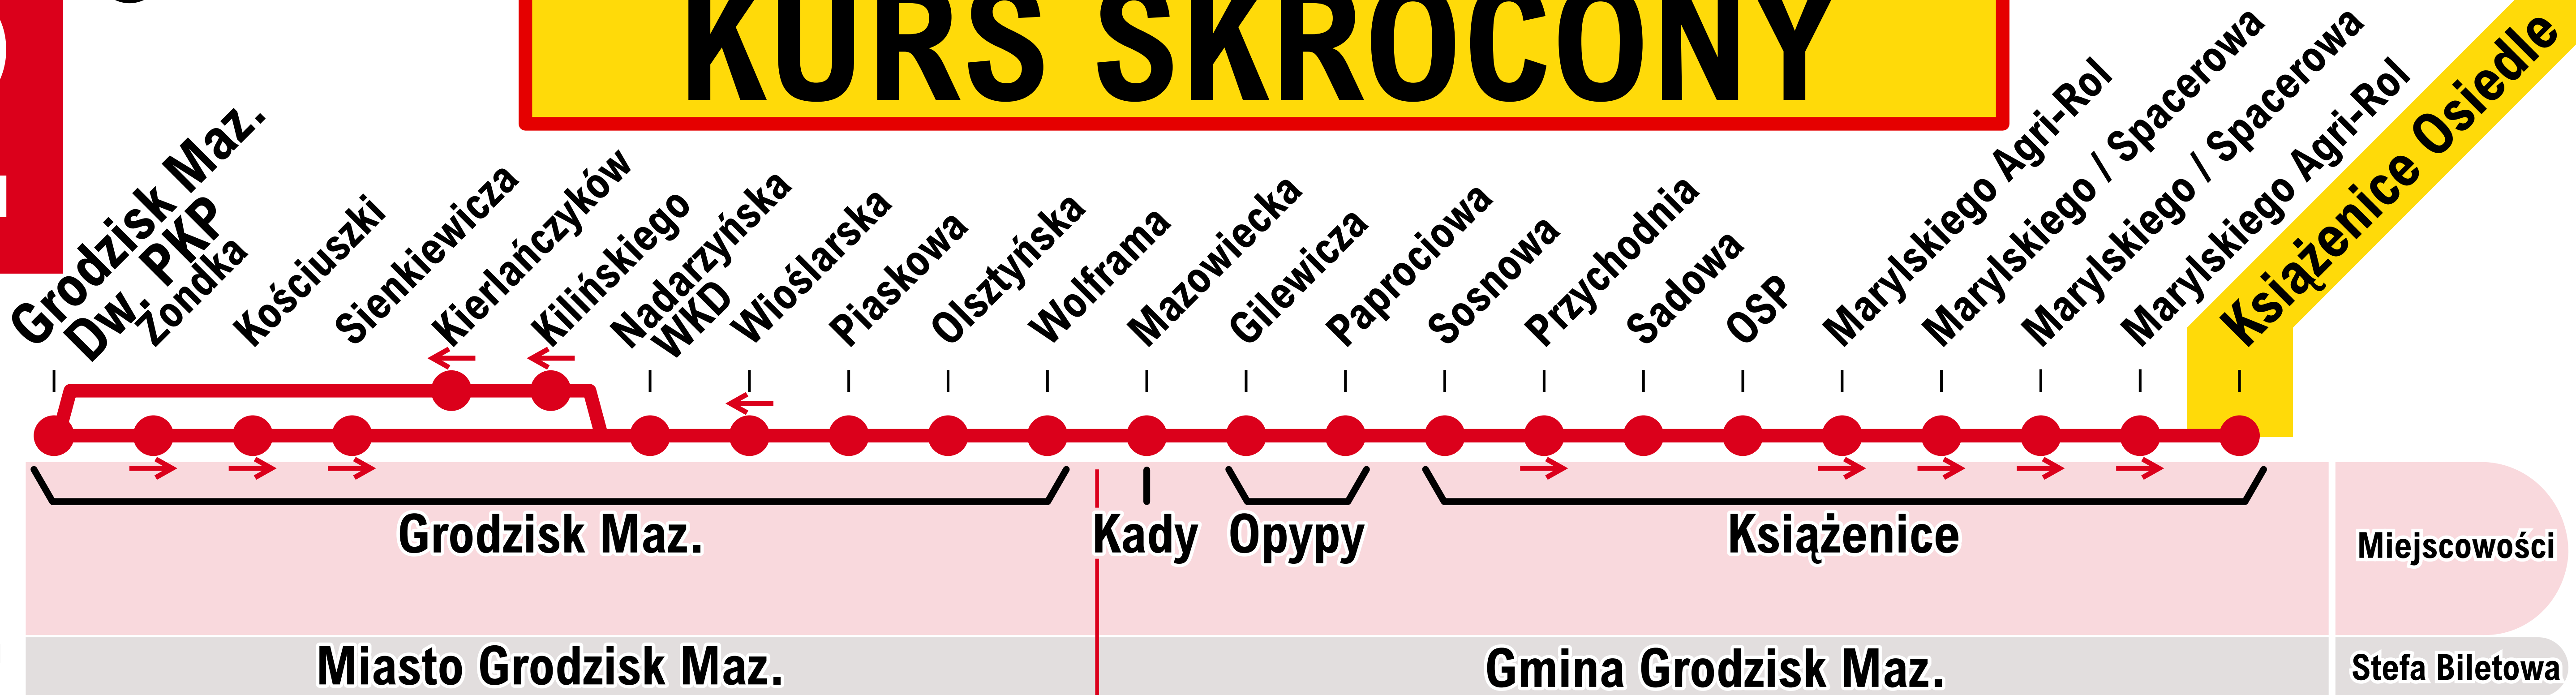 KURS SKRÓCONY
Grodzisk Maz.
Dw. PKP
Żondka
Kościuszki
Sienkiewicza
Kierlańczyków
Kilińskiego
Nadarzyńska
WKD
Wioślarska
Piaskowa
Olsztyńska
Wolframa
Mazowiecka
Gilewicza
Paprociowa
Sosnowa
Przychodnia
Sadowa
OSP
Marylskiego Agri-Rol
Marylskiego / Spacerowa
Marylskiego / Spacerowa
Marylskiego Agri-Rol
Książenice Osiedle
Grodzisk Maz.
Kady
Opypy
Książenice
Miejscowości
Miasto Grodzisk Maz.
Gmina Grodzisk Maz.
Stefa Biletowa